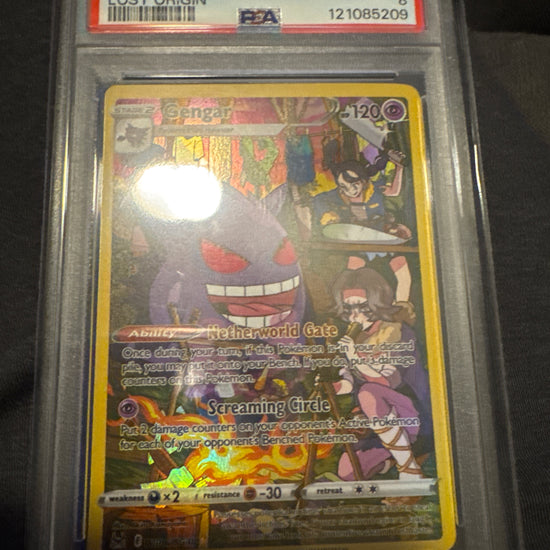 LOST ORIGIN
8
PSA
121085209
STAGE 2
Gengar
HP 120
Ability Netherworld Gate
Once during your turn, if this Pokémon is in your discard
pile, you may put it onto your Bench. If you do, put 3 damage
counters on this Pokémon.
Screaming Circle
Put 2 damage counters on your opponent's Active Pokémon
for each of your opponent's Benched Pokémon.
weakness ×2 resistance -30 retreat